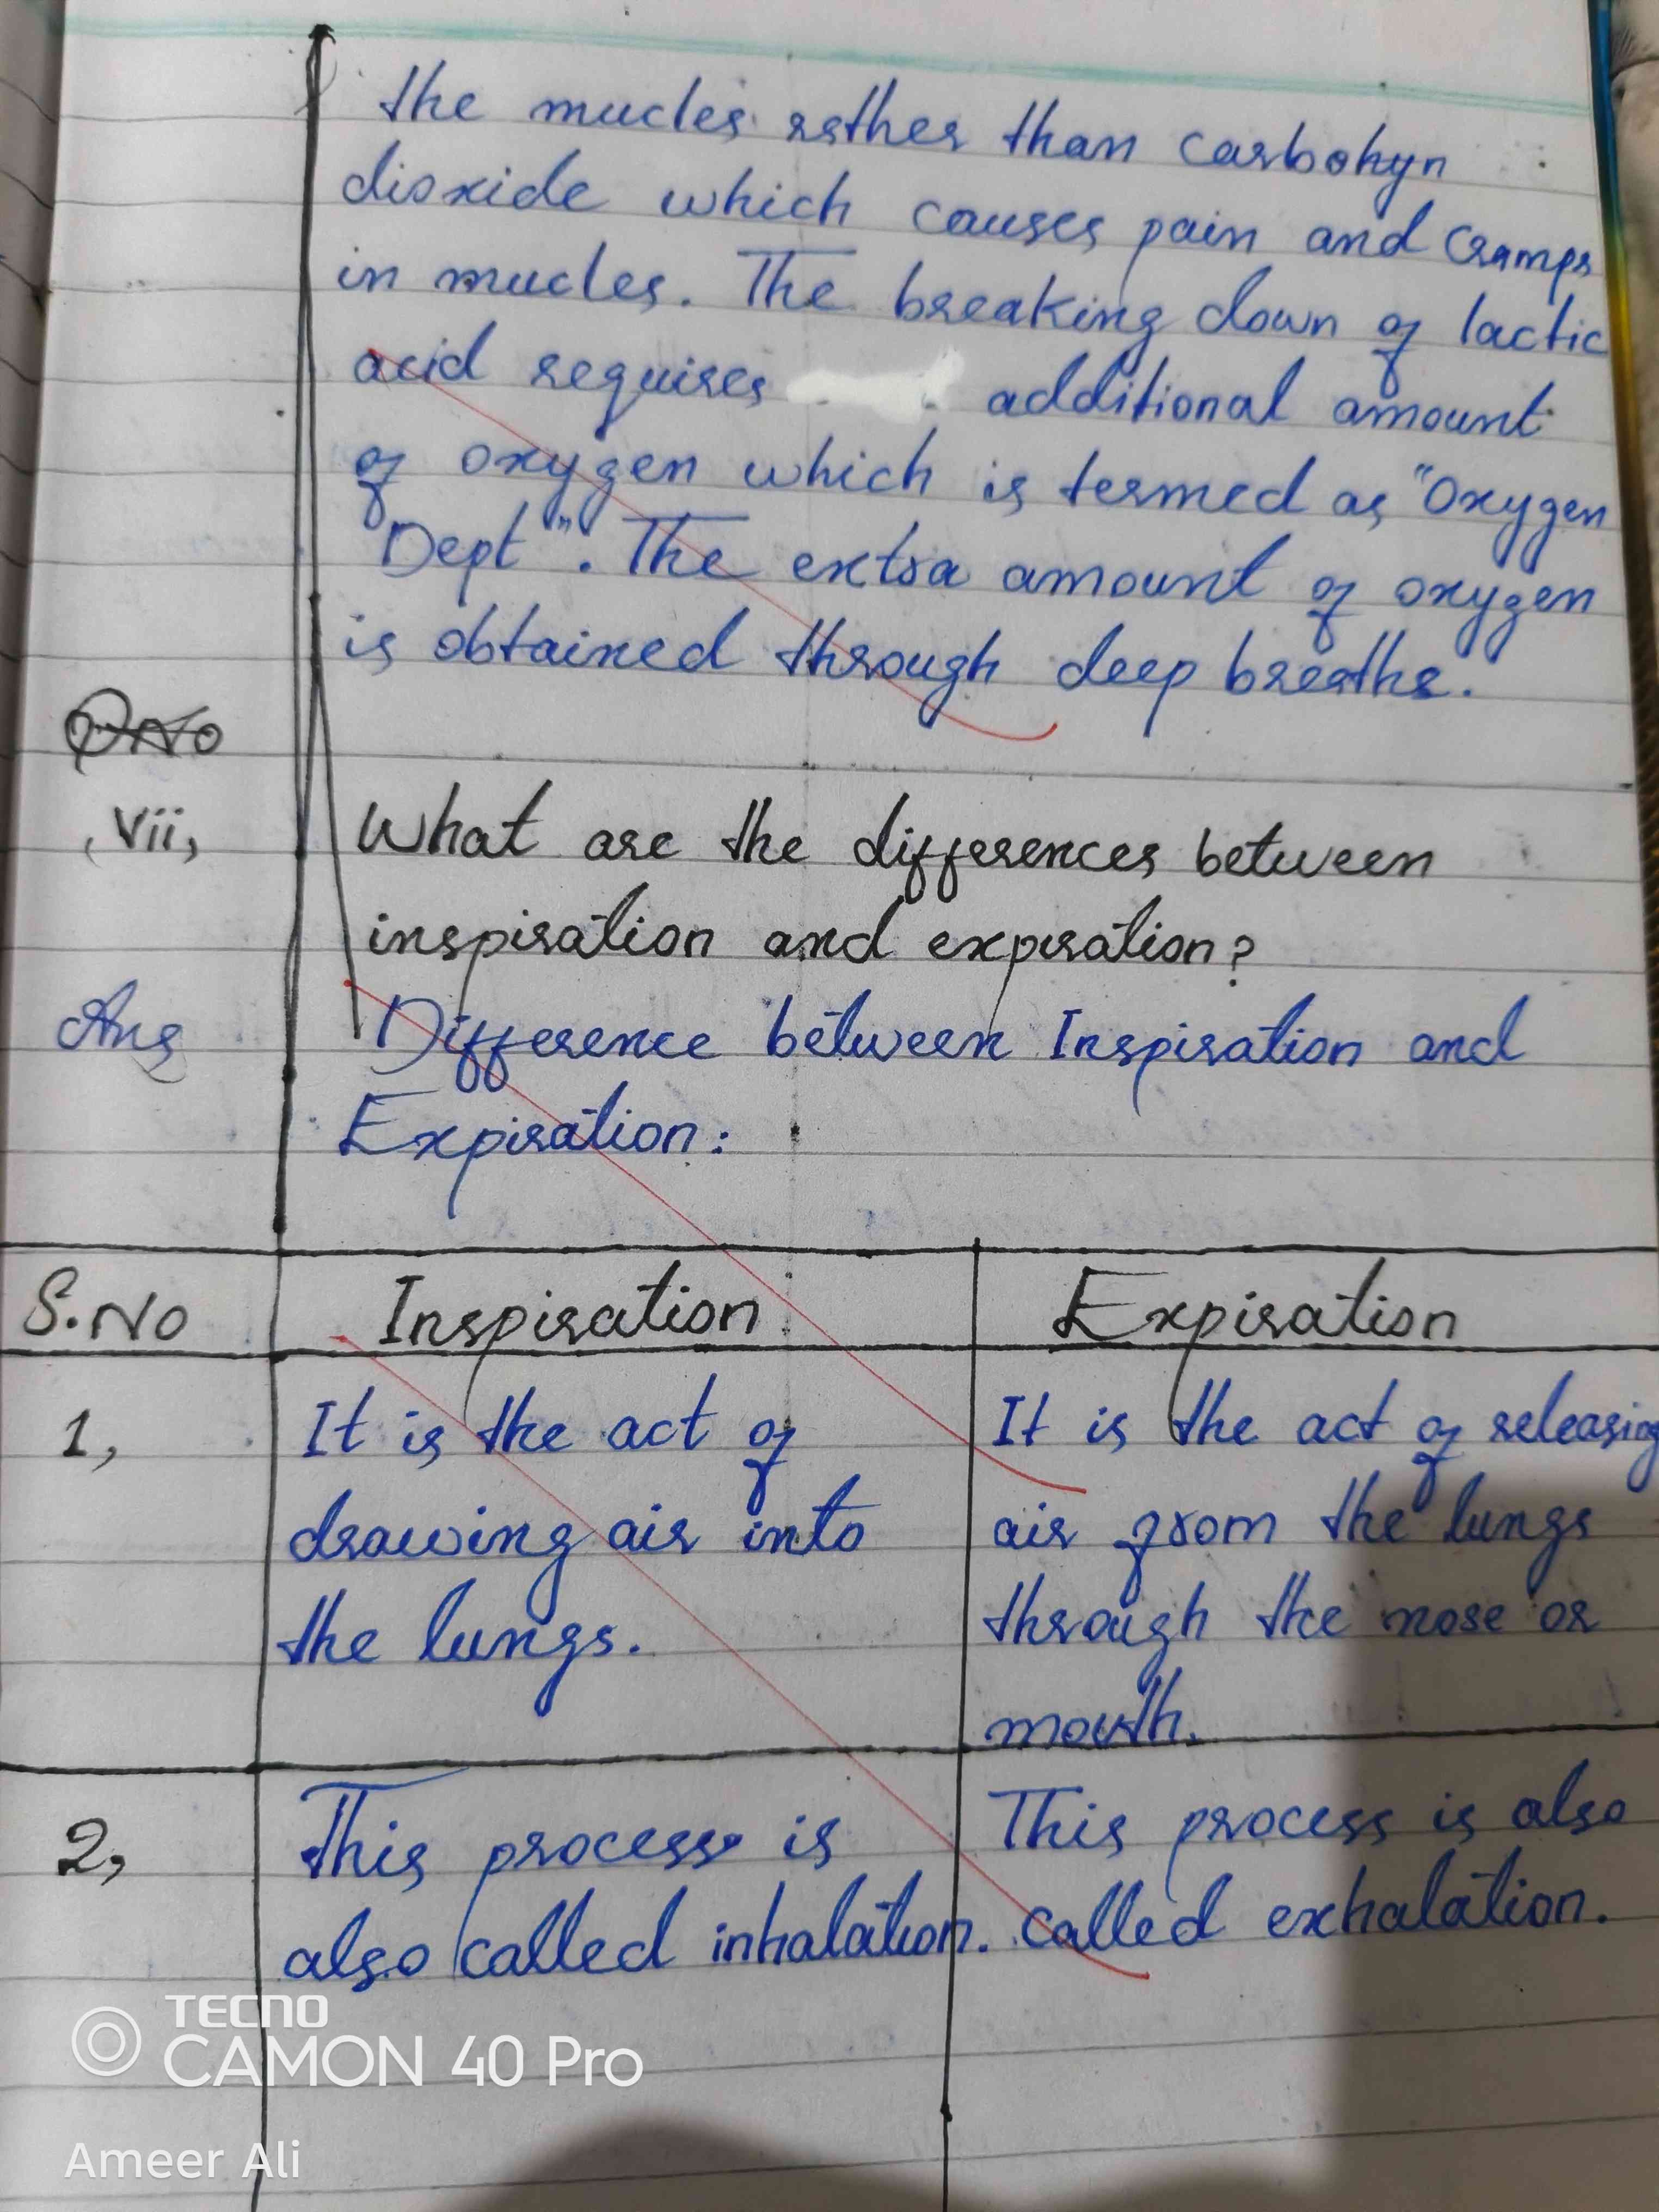 the mucles rather than carbohyn
dioxide which causes pain and cramps
in mucles. The breaking down of lactic
acid requires additional amount
of oxygen which is termed as "Oxygen
Dept". The extra amount of oxygen
is obtained through deep breaths.
QNo
, Vii, What are the differences between
inspiration and expiration?
Ans Difference between Inspiration and
Expiration:
S.No Inspiration Expiration
1, It is the act of
drawing air into
the lungs.
It is the act of releasing
air from the lungs
through the nose or
mouth.
2, This process is
also called inhalation.
This process is also
called exhalation.
TECNO
CAMON 40 Pro
Ameer Ali